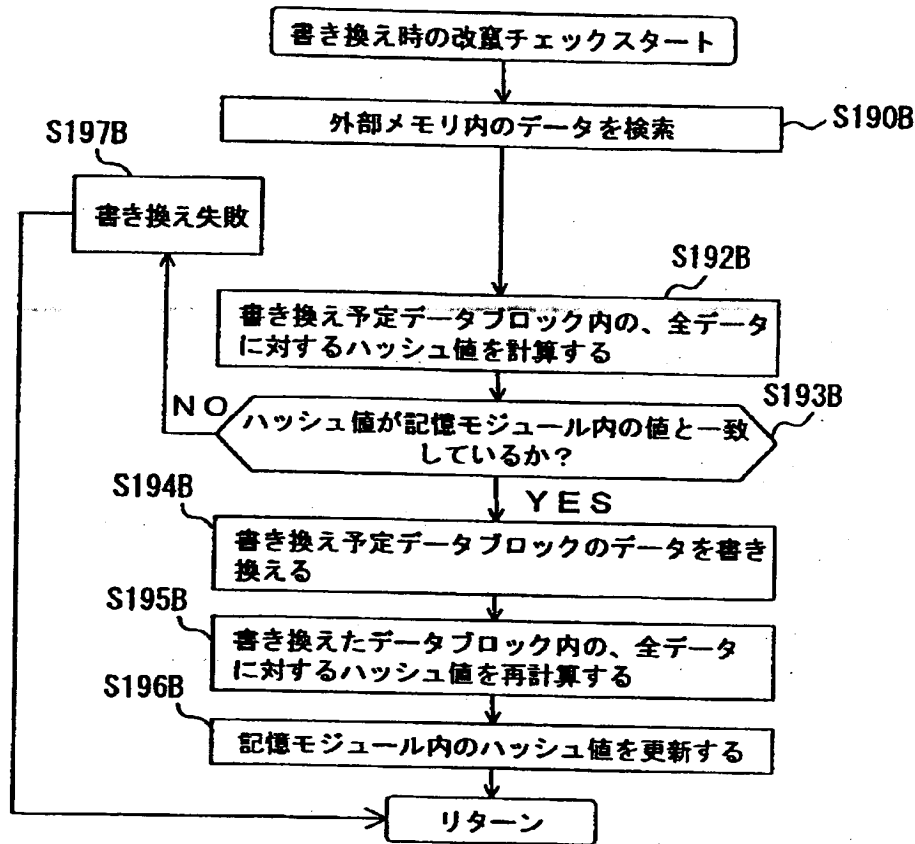 書き換え時の改竄チェックスタート
外部メモリ内のデータを検索
S190B
S197B
書き換え失敗
S192B
書き換え予定データブロック内の、全データ
に対するハッシュ値を計算する
S193B
NO
ハッシュ値が記憶モジュール内の値と一致
しているか?
YES
S194B
書き換え予定データブロックのデータを書き
換える
S195B
書き換えたデータブロック内の、全データ
に対するハッシュ値を再計算する
S196B
記憶モジュール内のハッシュ値を更新する
リターン